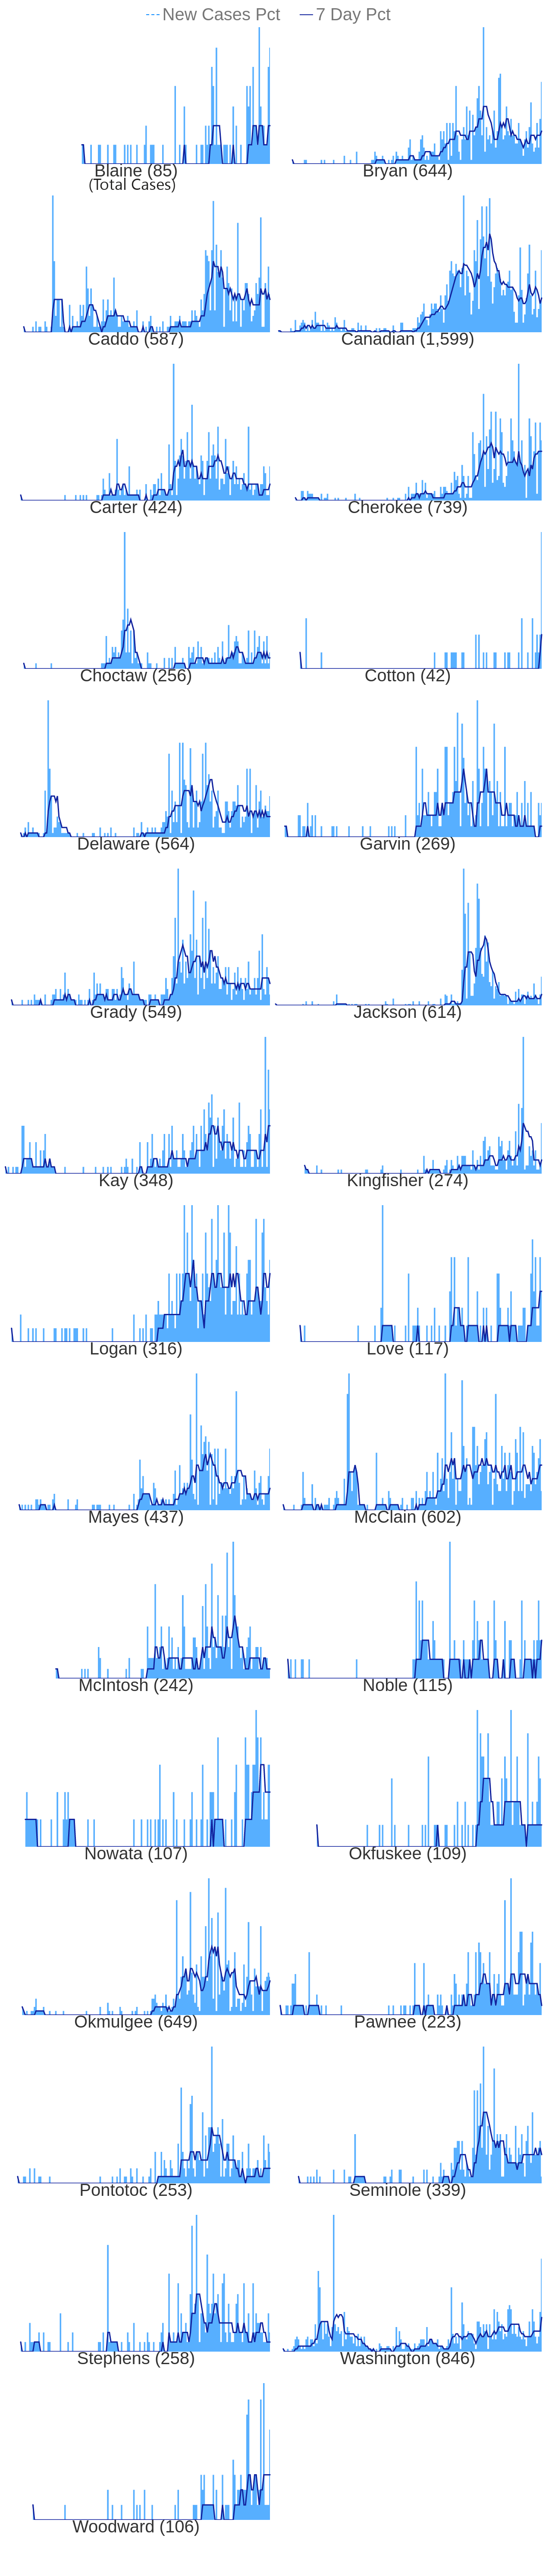 New Cases Pct 7 Day Pct
Blaine (85) Bryan (644)
(Total Cases)
Caddo (587) Canadian (1,599)
Carter (424) Cherokee (739)
Choctaw (256) Cotton (42)
Delaware (564) Garvin (269)
Grady (549) Jackson (614)
Kay (348) Kingfisher (274)
Logan (316) Love (117)
Mayes (437) McClain (602)
McIntosh (242) Noble (115)
Nowata (107) Okfuskee (109)
Okmulgee (649) Pawnee (223)
Pontotoc (253) Seminole (339)
Stephens (258) Washington (846)
Woodward (106)